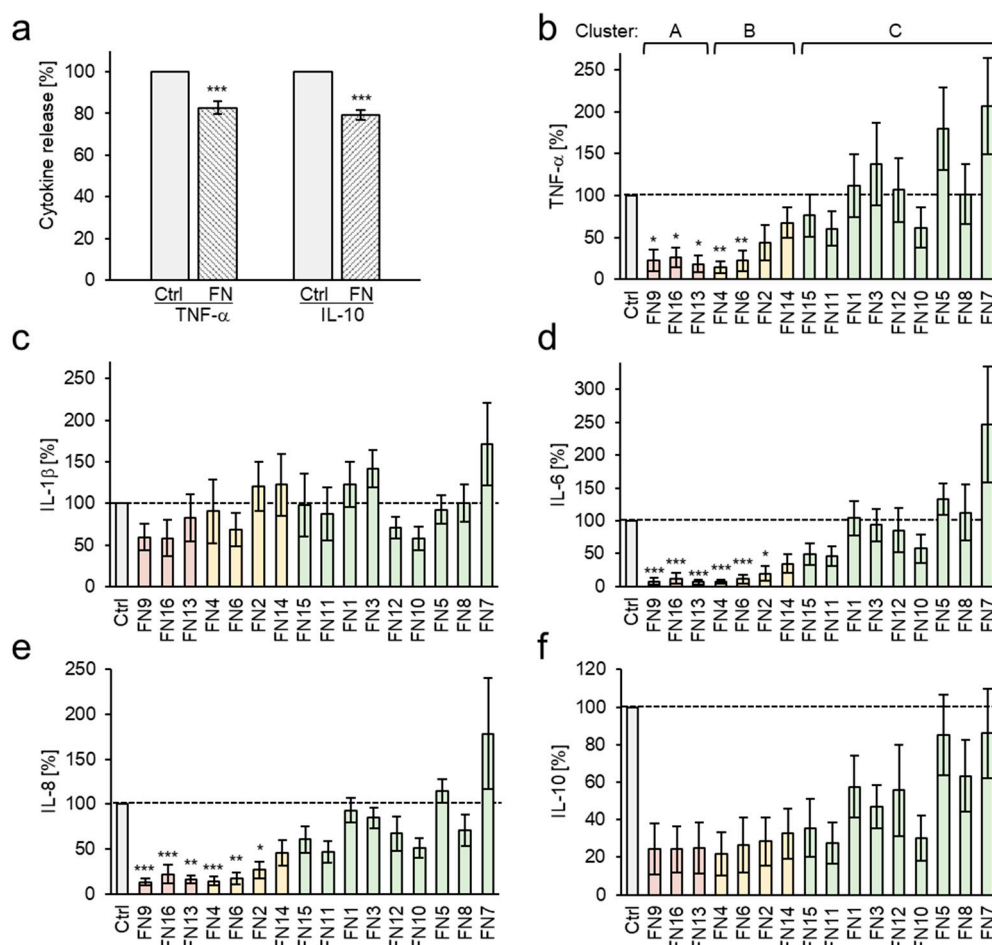 a
Cytokine release [%]
120
100
80
60
40
20
0
***
***
Ctrl FN Ctrl FN
TNF-α IL-10
b
Cluster: A B C
TNF-α [%]
250
200
150
100
50
0
* * * ** **
Ctrl FN9 FN16 FN13 FN4 FN6 FN2 FN14 FN15 FN11 FN1 FN3 FN12 FN10 FN5 FN8 FN7
c
IL-1β [%]
250
200
150
100
50
0
Ctrl FN9 FN16 FN13 FN4 FN6 FN2 FN14 FN15 FN11 FN1 FN3 FN12 FN10 FN5 FN8 FN7
d
IL-6 [%]
300
250
200
150
100
50
0
*** *** *** *** *** *
Ctrl FN9 FN16 FN13 FN4 FN6 FN2 FN14 FN15 FN11 FN1 FN3 FN12 FN10 FN5 FN8 FN7
e
IL-8 [%]
250
200
150
100
50
0
*** *** ** *** ** *
Ctrl FN9 FN16 FN13 FN4 FN6 FN2 FN14 FN15 FN11 FN1 FN3 FN12 FN10 FN5 FN8 FN7
f
IL-10 [%]
120
100
80
60
40
20
0
Ctrl FN9 FN16 FN13 FN4 FN6 FN2 FN14 FN15 FN11 FN1 FN3 FN12 FN10 FN5 FN8 FN7